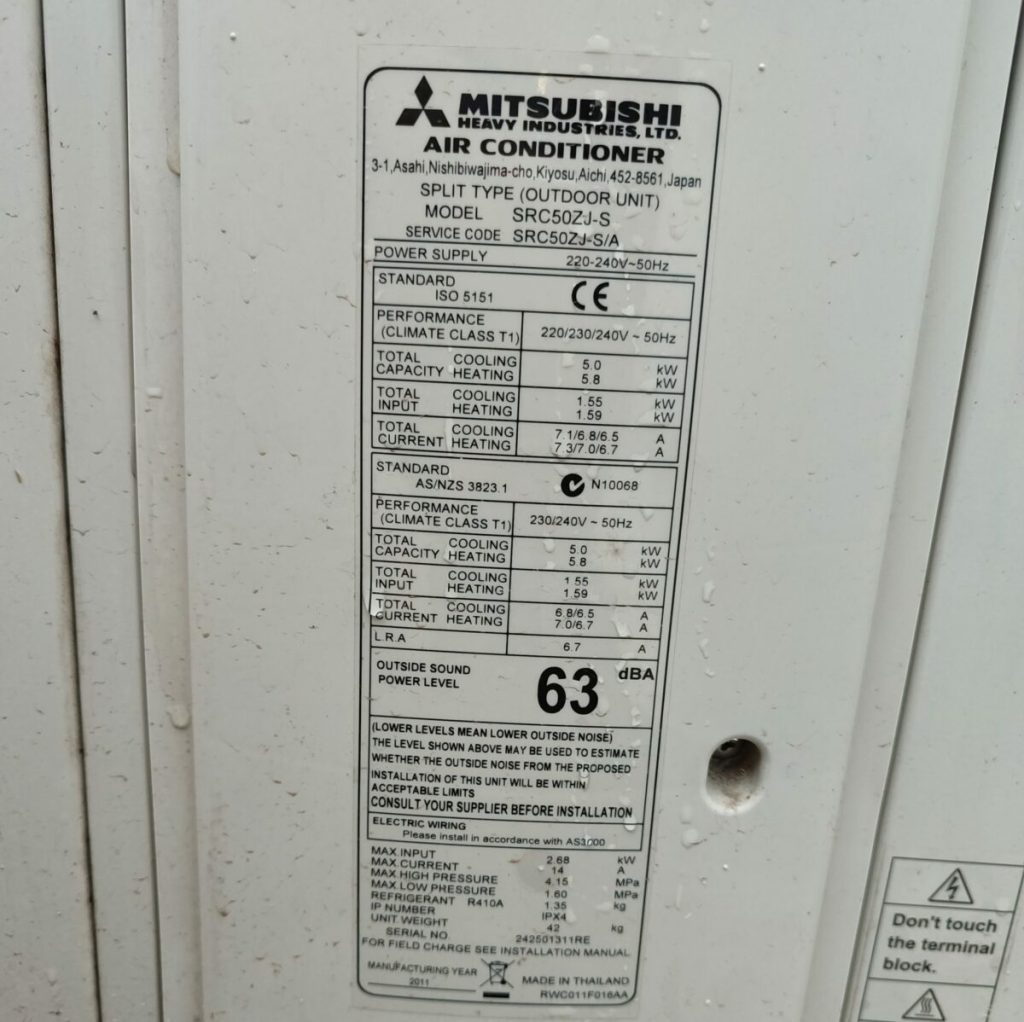 MITSUBISHI
HEAVY INDUSTRIES, LTD.
AIR CONDITIONER
3-1,Asahi,Nishibiwajima-cho,Kiyosu,Aichi,452-8561,Japan
SPLIT TYPE (OUTDOOR UNIT)
MODEL SRC50ZJ-S
SERVICE CODE SRC50ZJ-S/A
POWER SUPPLY 220-240V~50Hz
STANDARD
ISO 5151 CE
PERFORMANCE
(CLIMATE CLASS T1) 220/230/240V ~ 50Hz
TOTAL COOLING 5.0 kW
CAPACITY HEATING 5.8 kW
TOTAL COOLING 1.55 kW
INPUT HEATING 1.59 kW
TOTAL COOLING 7.1/6.8/6.5 A
CURRENT HEATING 7.3/7.0/6.7 A
STANDARD
AS/NZS 3823.1 N10068
PERFORMANCE
(CLIMATE CLASS T1) 230/240V ~ 50Hz
TOTAL COOLING 5.0 kW
CAPACITY HEATING 5.8 kW
TOTAL COOLING 1.55 kW
INPUT HEATING 1.59 kW
TOTAL COOLING 6.8/6.5 A
CURRENT HEATING 7.0/6.7 A
L.R.A 6.7 A
OUTSIDE SOUND
POWER LEVEL 63 dBA
(LOWER LEVELS MEAN LOWER OUTSIDE NOISE)
THE LEVEL SHOWN ABOVE MAY BE USED TO ESTIMATE
WHETHER THE OUTSIDE NOISE FROM THE PROPOSED
INSTALLATION OF THIS UNIT WILL BE WITHIN
ACCEPTABLE LIMITS
CONSULT YOUR SUPPLIER BEFORE INSTALLATION
ELECTRIC WIRING
Please install in accordance with AS3000
MAX.INPUT 2.68 kW
MAX.CURRENT 14 A
MAX.HIGH PRESSURE 4.15 MPa
MAX.LOW PRESSURE 1.60 MPa
REFRIGERANT R410A 1.35 kg
IP NUMBER IPX4
UNIT WEIGHT 42 kg
SERIAL NO. 242501311RE
FOR FIELD CHARGE SEE INSTALLATION MANUAL
MANUFACTURING YEAR
2011
MADE IN THAILAND
RWC011F016AA
Don't touch
the terminal
block.